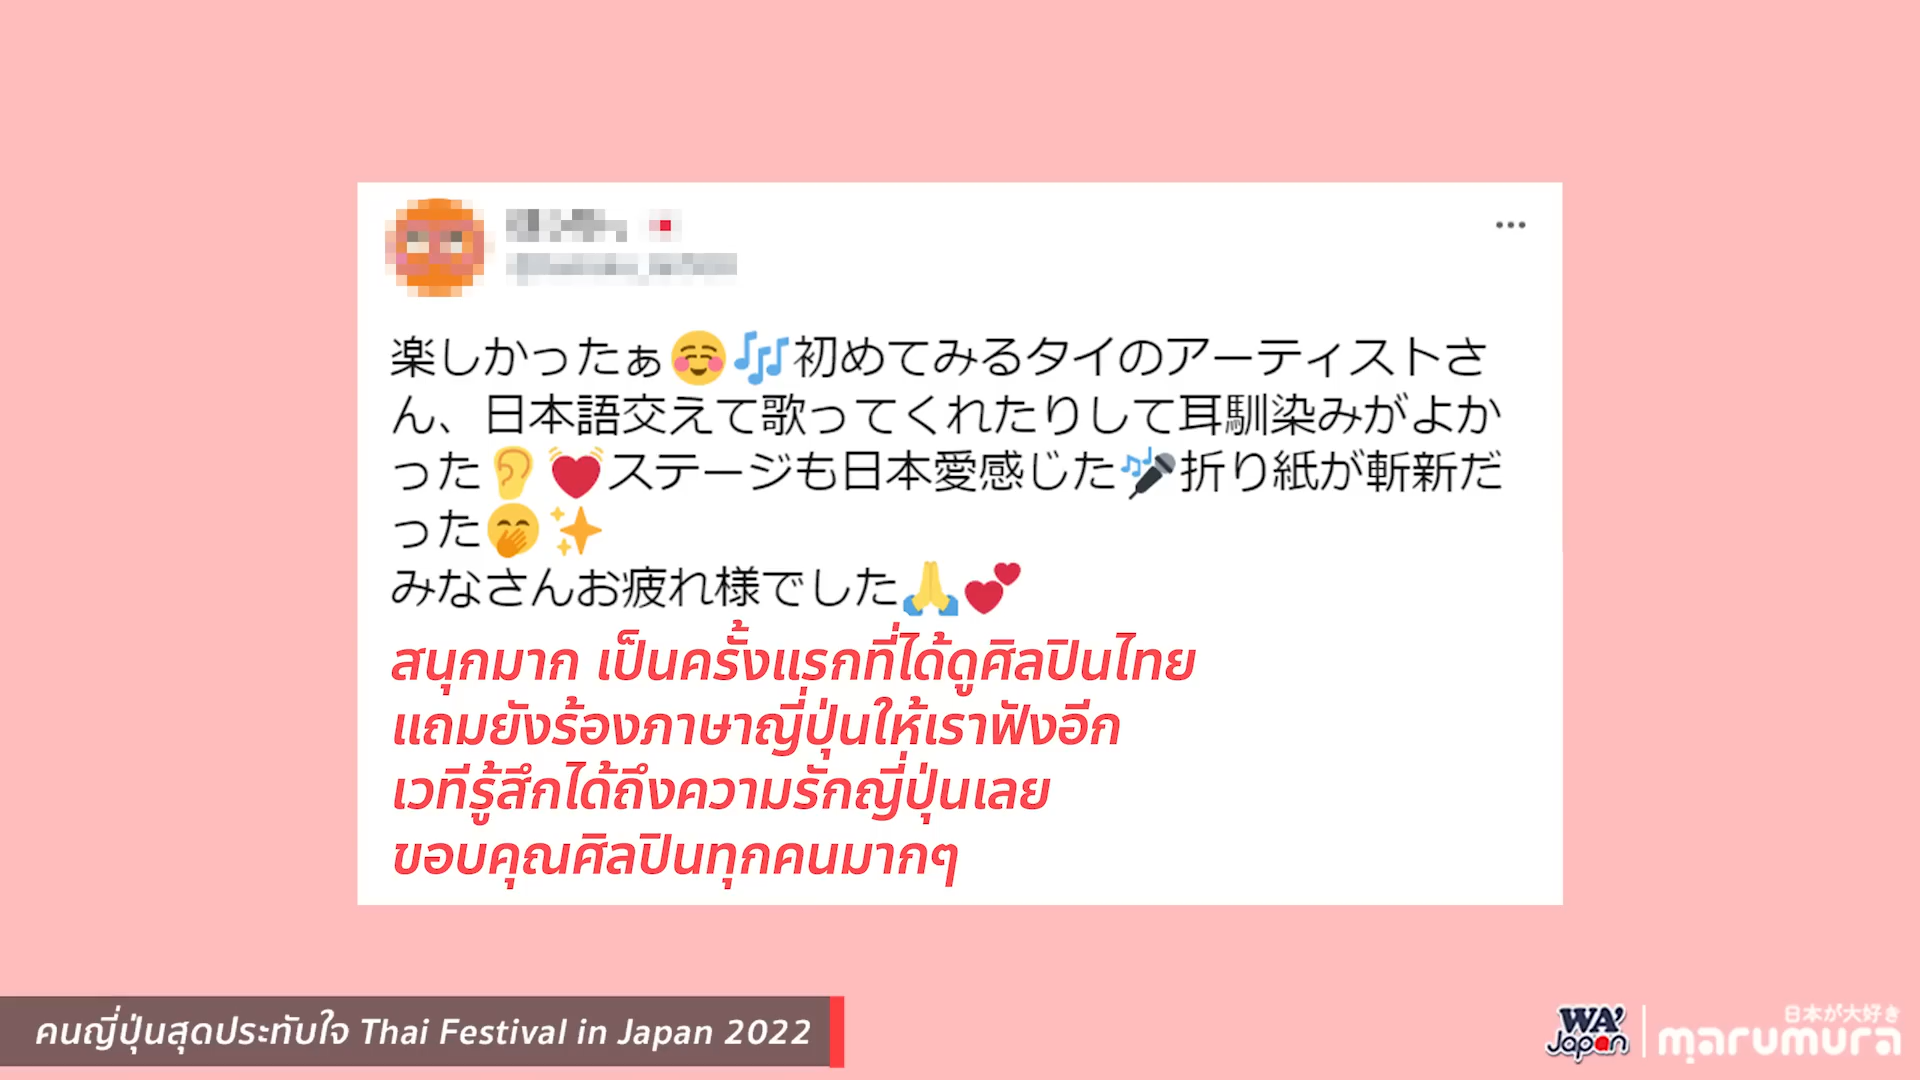 楽しかったぁ☺️🎶初めてみるタイのアーティストさ
ん、日本語交えて歌ってくれたりして耳馴染みがよか
った👂💓ステージも日本愛感じた🎤折り紙が斬新だ
った🤭✨
みなさんお疲れ様でした🙏💕
สนุกมาก เป็นครั้งแรกที่ได้ดูศิลปินไทย
แถมยังร้องภาษาญี่ปุ่นให้เราฟังอีก
เวทีรู้สึกได้ถึงความรักญี่ปุ่นเลย
ขอบคุณศิลปินทุกคนมากๆ
คนญี่ปุ่นสุดประทับใจ Thai Festival in Japan 2022
WA' Japan
日本が大好き
marumura